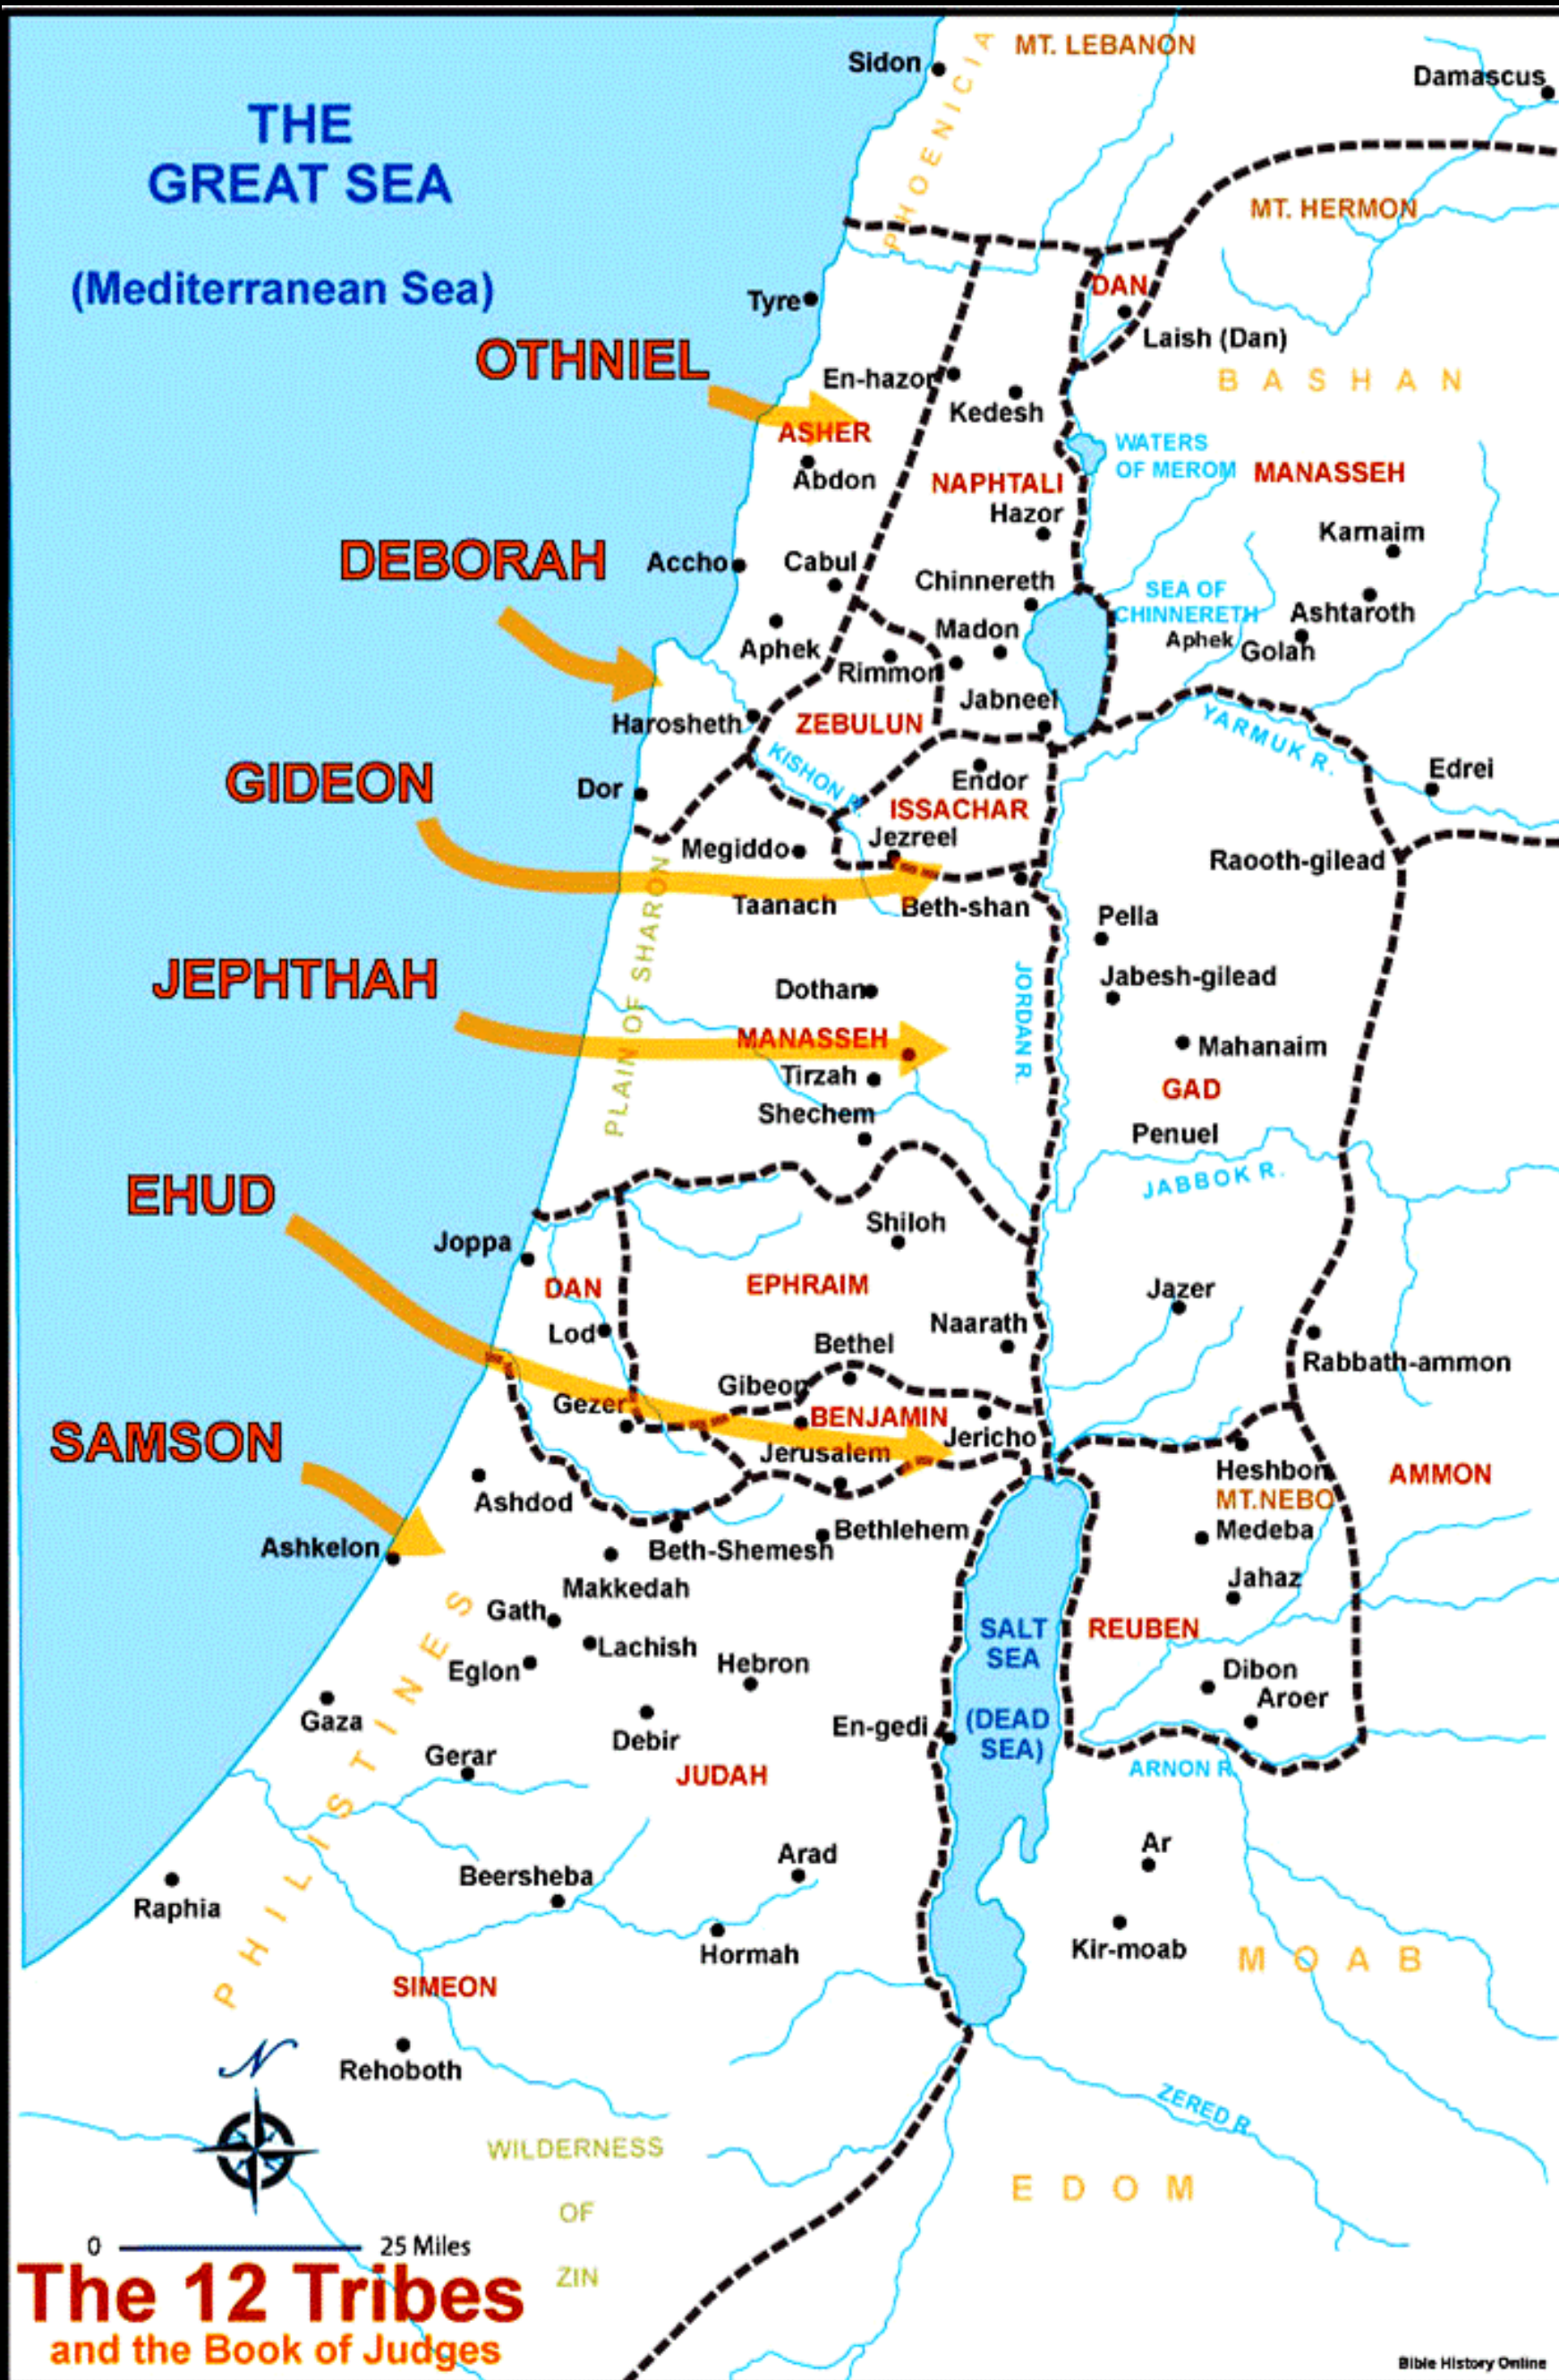 Sidon
PHOENICIA
MT. LEBANON
Damascus
THE
GREAT SEA
(Mediterranean Sea)
MT. HERMON
DAN
Tyre
Laish (Dan)
OTHNIEL
En-hazor
Kedesh
BASHAN
ASHER
Abdon
NAPHTALI
WATERS
OF MEROM
MANASSEH
Hazor
Karnaim
DEBORAH
Accho
Cabul
Chinnereth
SEA OF
CHINNERETH
Ashtaroth
Aphek
Madon
Aphek
Golan
Rimmon
Jabneel
Harosheth
ZEBULUN
YARMUK R.
KISHON R.
GIDEON
Dor
Endor
Edrei
ISSACHAR
Megiddo
Jezreel
Raooth-gilead
Taanach
Beth-shan
Pella
PLAIN OF SHARON
JEPHTHAH
Dothan
JORDAN R.
Jabesh-gilead
MANASSEH
Mahanaim
Tirzah
GAD
Shechem
Penuel
JABBOK R.
EHUD
Joppa
Shiloh
DAN
EPHRAIM
Jazer
Lod
Naarath
Bethel
Rabbath-ammon
Gibeon
Gezer
BENJAMIN
Jericho
SAMSON
Jerusalem
Heshbon
AMMON
MT.NEBO
Ashdod
Medeba
Ashkelon
Bethlehem
Beth-Shemesh
Makkedah
Jahaz
Gath
Lachish
SALT
SEA
REUBEN
Eglon
Hebron
Dibon
Aroer
Gaza
Debir
En-gedi
(DEAD
SEA)
Gerar
JUDAH
ARNON R.
PHILISTINES
Ar
Arad
Beersheba
Raphia
Hormah
Kir-moab
MOAB
SIMEON
N
Rehoboth
ZERED R.
WILDERNESS
OF
ZIN
EDOM
0 25 Miles
The 12 Tribes
and the Book of Judges
Bible History Online